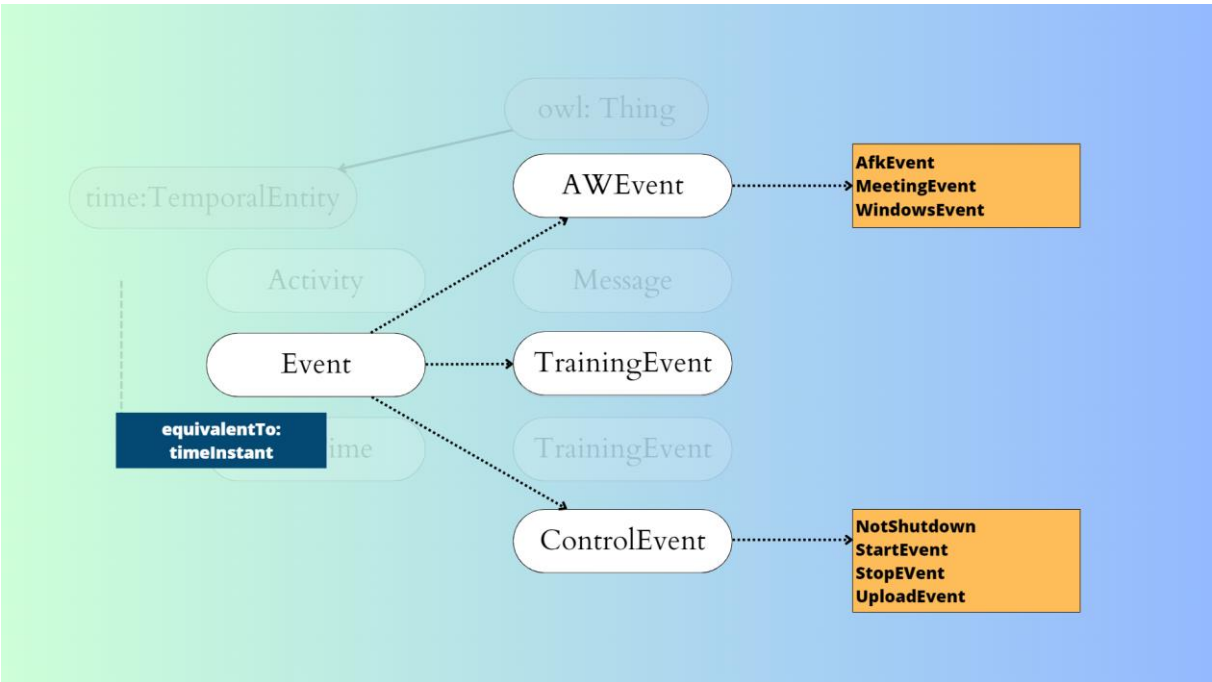 owl: Thing
AWEvent
AfkEvent
MeetingEvent
WindowsEvent
time:TemporalEntity
Activity
Message
Event
TrainingEvent
equivalentTo:
timeInstant
ime
TrainingEvent
ControlEvent
NotShutdown
StartEvent
StopEVent
UploadEvent